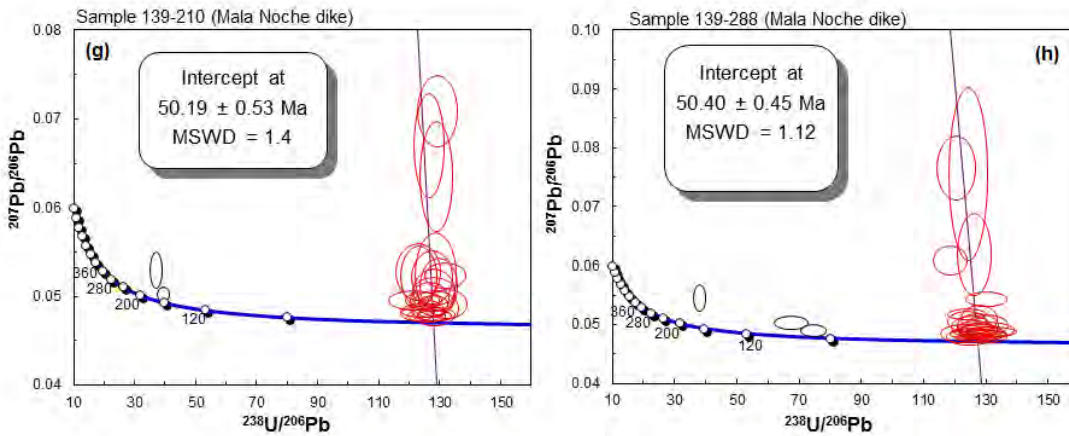 Sample 139-210 (Mala Noche dike)
0.08
(g)
Intercept at
50.19 ± 0.53 Ma
MSWD = 1.4
0.07
²⁰⁷Pb/²⁰⁶Pb
0.06
360
280
200
120
0.05
0.04
10 30 50 70 90 110 130 150
²³⁸U/²⁰⁶Pb
Sample 139-288 (Mala Noche dike)
0.10
(h)
Intercept at
50.40 ± 0.45 Ma
MSWD = 1.12
0.09
0.08
²⁰⁷Pb/²⁰⁶Pb
0.07
0.06
360
280
200
120
0.05
0.04
10 30 50 70 90 110 130 150
²³⁸U/²⁰⁶Pb